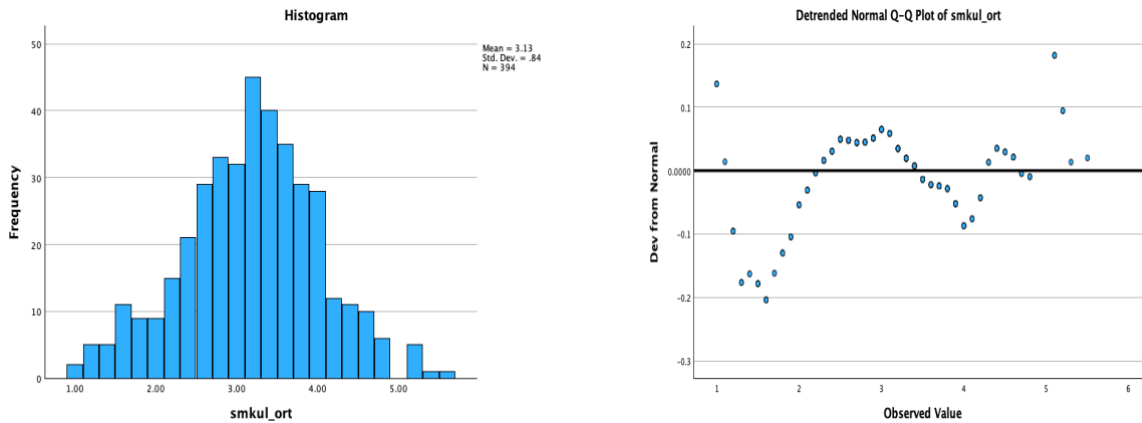 Histogram
Mean = 3.13
Std. Dev. = .84
N = 394
50
40
30
20
10
0
Frequency
1.00 2.00 3.00 4.00 5.00
smkul_ort
Detrended Normal Q-Q Plot of smkul_ort
0.2
0.1
0.0000
-0.1
-0.2
-0.3
Dev from Normal
1 2 3 4 5 6
Observed Value